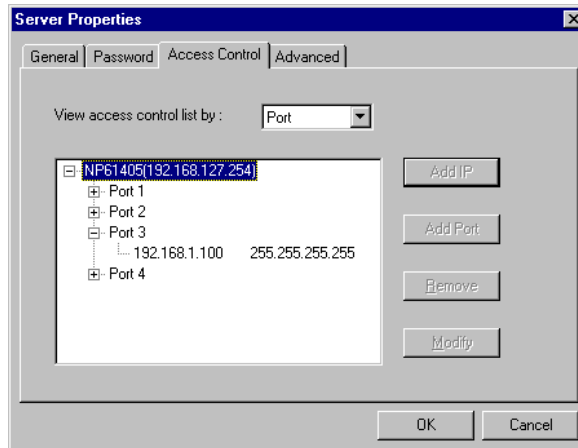 Server Properties
General Password Access Control Advanced
View access control list by : Port
NP61405(192.168.127.254)
Add IP
Port 1
Port 2
Add Port
Port 3
192.168.1.100 255.255.255.255
Port 4
Remove
Modify
OK Cancel